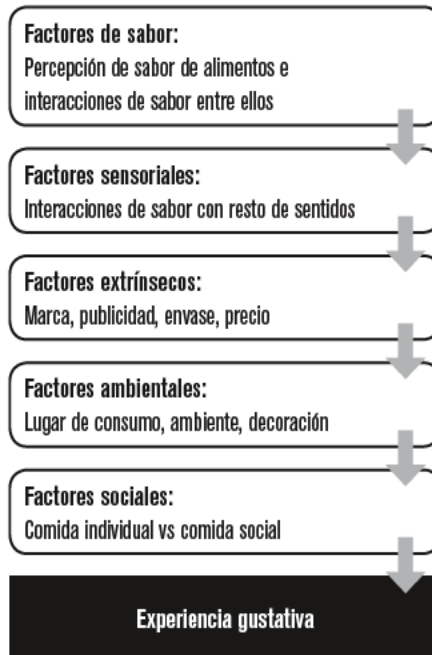 Factores de sabor:
Percepción de sabor de alimentos e
interacciones de sabor entre ellos
Factores sensoriales:
Interacciones de sabor con resto de sentidos
Factores extrínsecos:
Marca, publicidad, envase, precio
Factores ambientales:
Lugar de consumo, ambiente, decoración
Factores sociales:
Comida individual vs comida social
Experiencia gustativa